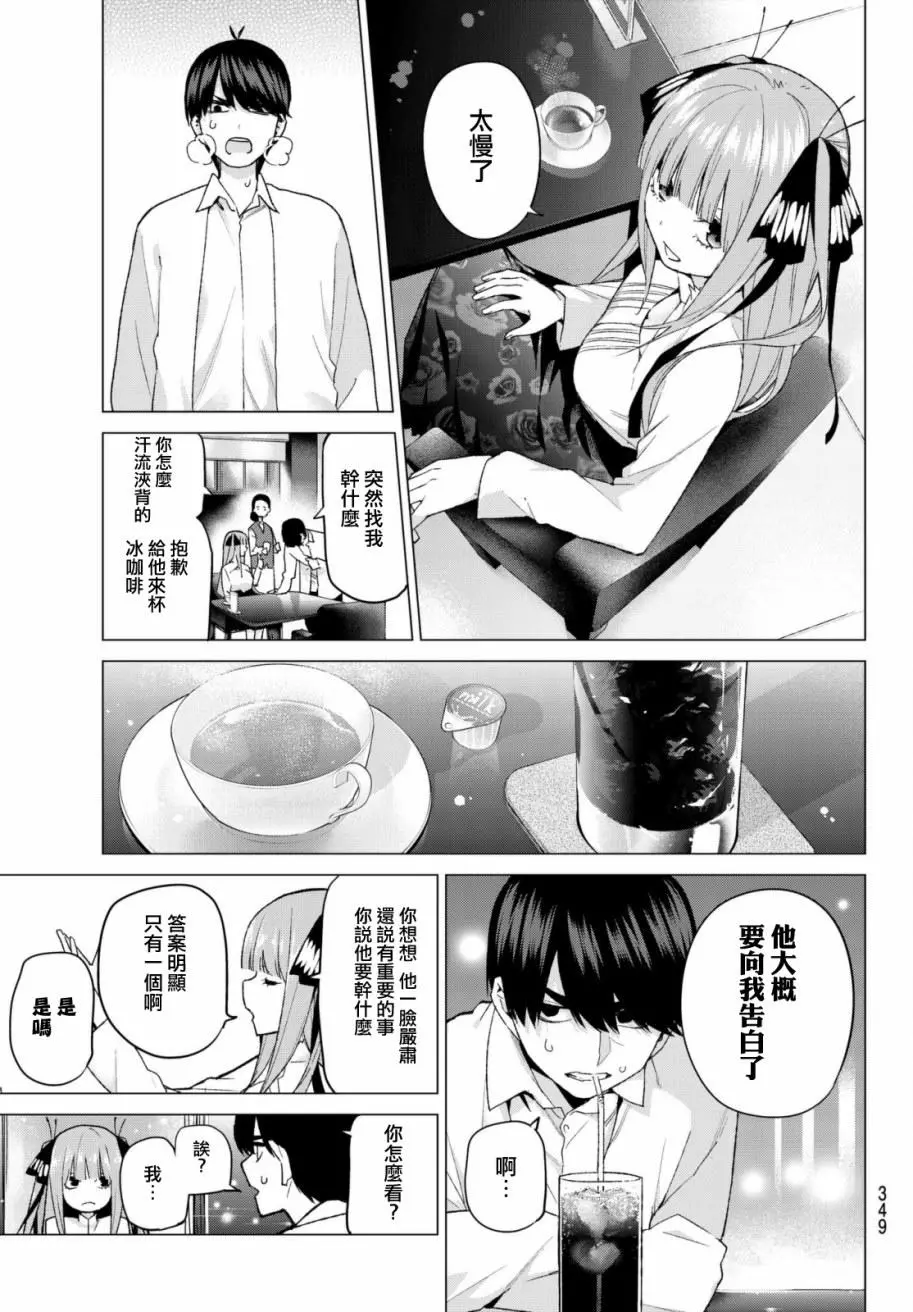 太慢了
突然找我
幹什麼
你怎麼
汗流浹背的
抱歉
給他來杯
冰咖啡
milk
他大概
要向我告白了
啊…
你想想 他一臉嚴肅
還説有重要的事
你説他要幹什麼
答案明顯
只有一個啊
是
是嗎
你怎麼看?
誒?
我…
349